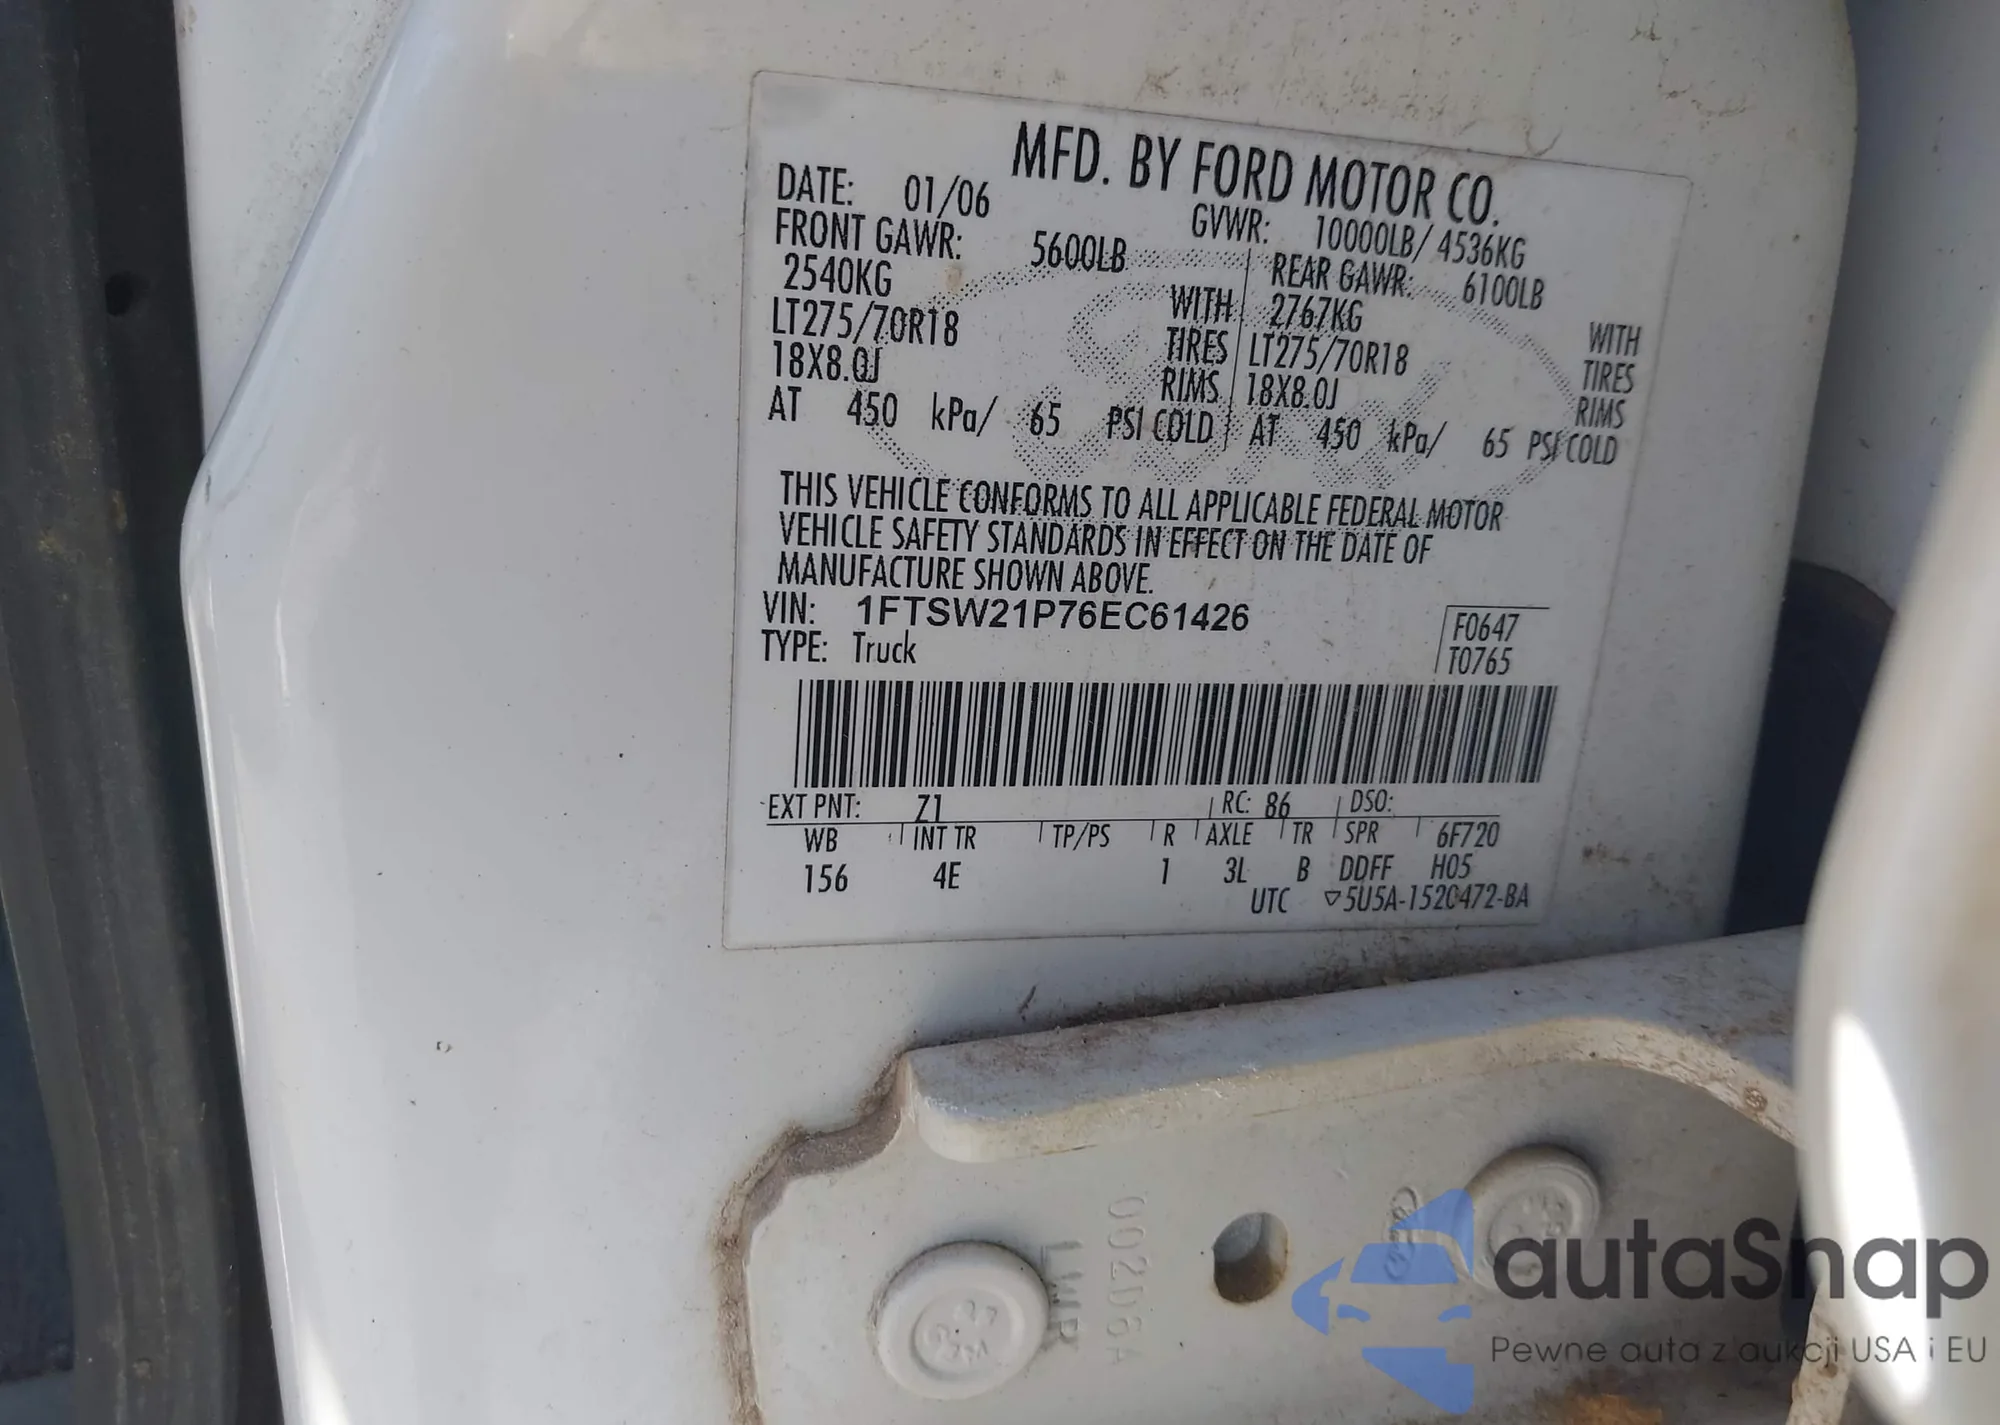 MFD. BY FORD MOTOR CO.
DATE: 01/06 GVWR: 10000LB/ 4536KG
FRONT GAWR: 5600LB REAR GAWR: 6100LB
2540KG WITH 2767KG WITH
LT275/70R18 TIRES LT275/70R18 TIRES
18X8.0J RIMS 18X8.0J RIMS
AT 450 kPa/ 65 PSI COLD AT 450 kPa/ 65 PSI COLD
THIS VEHICLE CONFORMS TO ALL APPLICABLE FEDERAL MOTOR
VEHICLE SAFETY STANDARDS IN EFFECT ON THE DATE OF
MANUFACTURE SHOWN ABOVE.
VIN: 1FTSW21P76EC61426 F0647
TYPE: Truck T0765
EXT PNT: Z1 RC: 86 DSO:
WB INT TR TP/PS R AXLE TR SPR 6F720
156 4E 1 3L B DDFF H05
UTC ▽5U5A-1520472-BA
LWR
autaSnap
Pewne auta z aukcji USA i EU